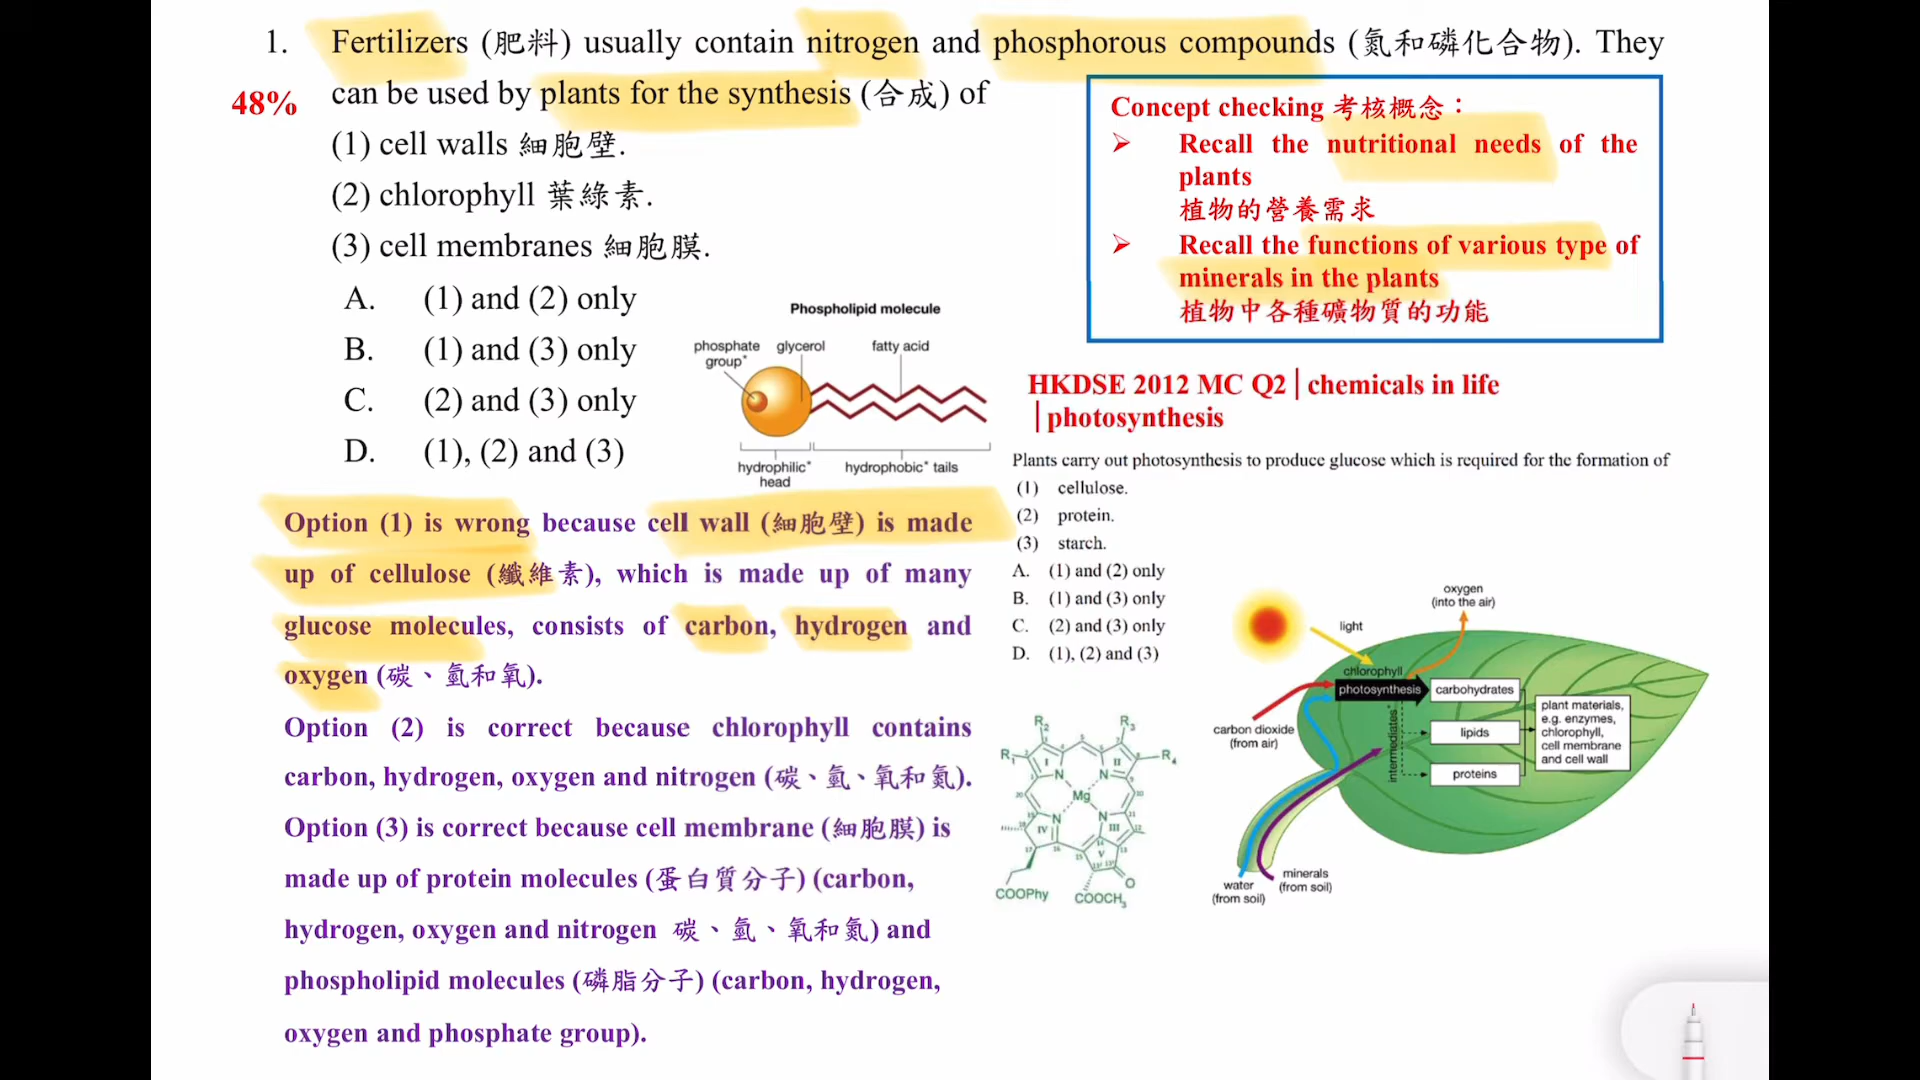 1. Fertilizers (肥料) usually contain nitrogen and phosphorous compounds (氮和磷化合物). They
48% can be used by plants for the synthesis (合成) of
(1) cell walls 細胞壁.
(2) chlorophyll 葉綠素.
(3) cell membranes 細胞膜.
A. (1) and (2) only
B. (1) and (3) only
C. (2) and (3) only
D. (1), (2) and (3)
Concept checking 考核概念：
Recall the nutritional needs of the
plants
植物的營養需求
Recall the functions of various type of
minerals in the plants
植物中各種礦物質的功能
Phospholipid molecule
phosphate
group*
glycerol
fatty acid
hydrophilic*
head
hydrophobic* tails
HKDSE 2012 MC Q2│chemicals in life
│photosynthesis
Plants carry out photosynthesis to produce glucose which is required for the formation of
(1) cellulose.
(2) protein.
(3) starch.
A. (1) and (2) only
B. (1) and (3) only
C. (2) and (3) only
D. (1), (2) and (3)
Option (1) is wrong because cell wall (細胞壁) is made
up of cellulose (纖維素), which is made up of many
glucose molecules, consists of carbon, hydrogen and
oxygen (碳、氫和氧).
Option (2) is correct because chlorophyll contains
carbon, hydrogen, oxygen and nitrogen (碳、氫、氧和氮).
Option (3) is correct because cell membrane (細胞膜) is
made up of protein molecules (蛋白質分子) (carbon,
hydrogen, oxygen and nitrogen 碳、氫、氧和氮) and
phospholipid molecules (磷脂分子) (carbon, hydrogen,
oxygen and phosphate group).
R2
R3
R4
I
II
III
IV
V
N
N
N
N
Mg
O
COOPhy
COOCH3
light
oxygen
(into the air)
chlorophyll
photosynthesis
carbon dioxide
(from air)
intermediates*
carbohydrates
lipids
proteins
plant materials,
e.g. enzymes,
chlorophyll,
cell membrane
and cell wall
water
(from soil)
minerals
(from soil)